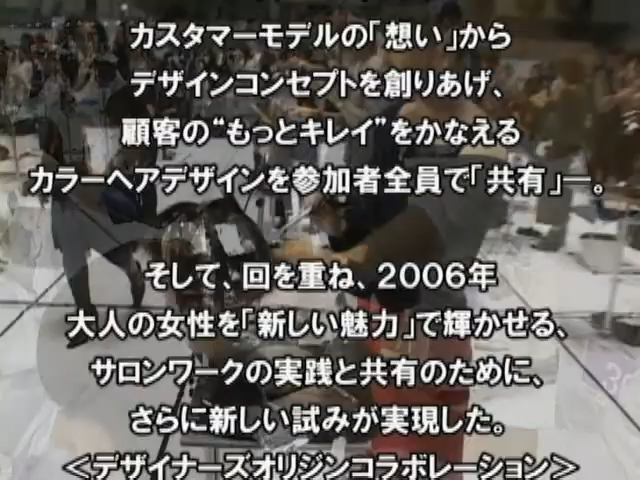 カスタマーモデルの「想い」から
デザインコンセプトを創りあげ、
顧客の“もっとキレイ”をかなえる
カラーヘアデザインを参加者全員で「共有」―。
そして、回を重ね、2006年
大人の女性を「新しい魅力」で輝かせる、
サロンワークの実践と共有のために、
さらに新しい試みが実現した。
＜デザイナーズオリジンコラボレーション＞